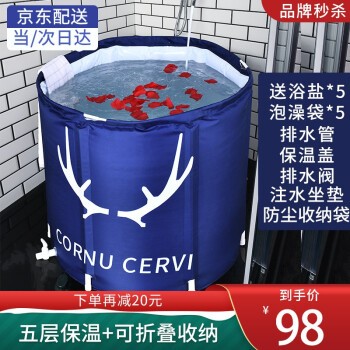 京东配送
当/次日达
品牌秒杀
送浴盐*5
泡澡袋*5
排水管
保温盖
排水阀
注水坐垫
防尘收纳袋
CORNU CERVI
下单再减20元
五层保温+可折叠收纳
¥98